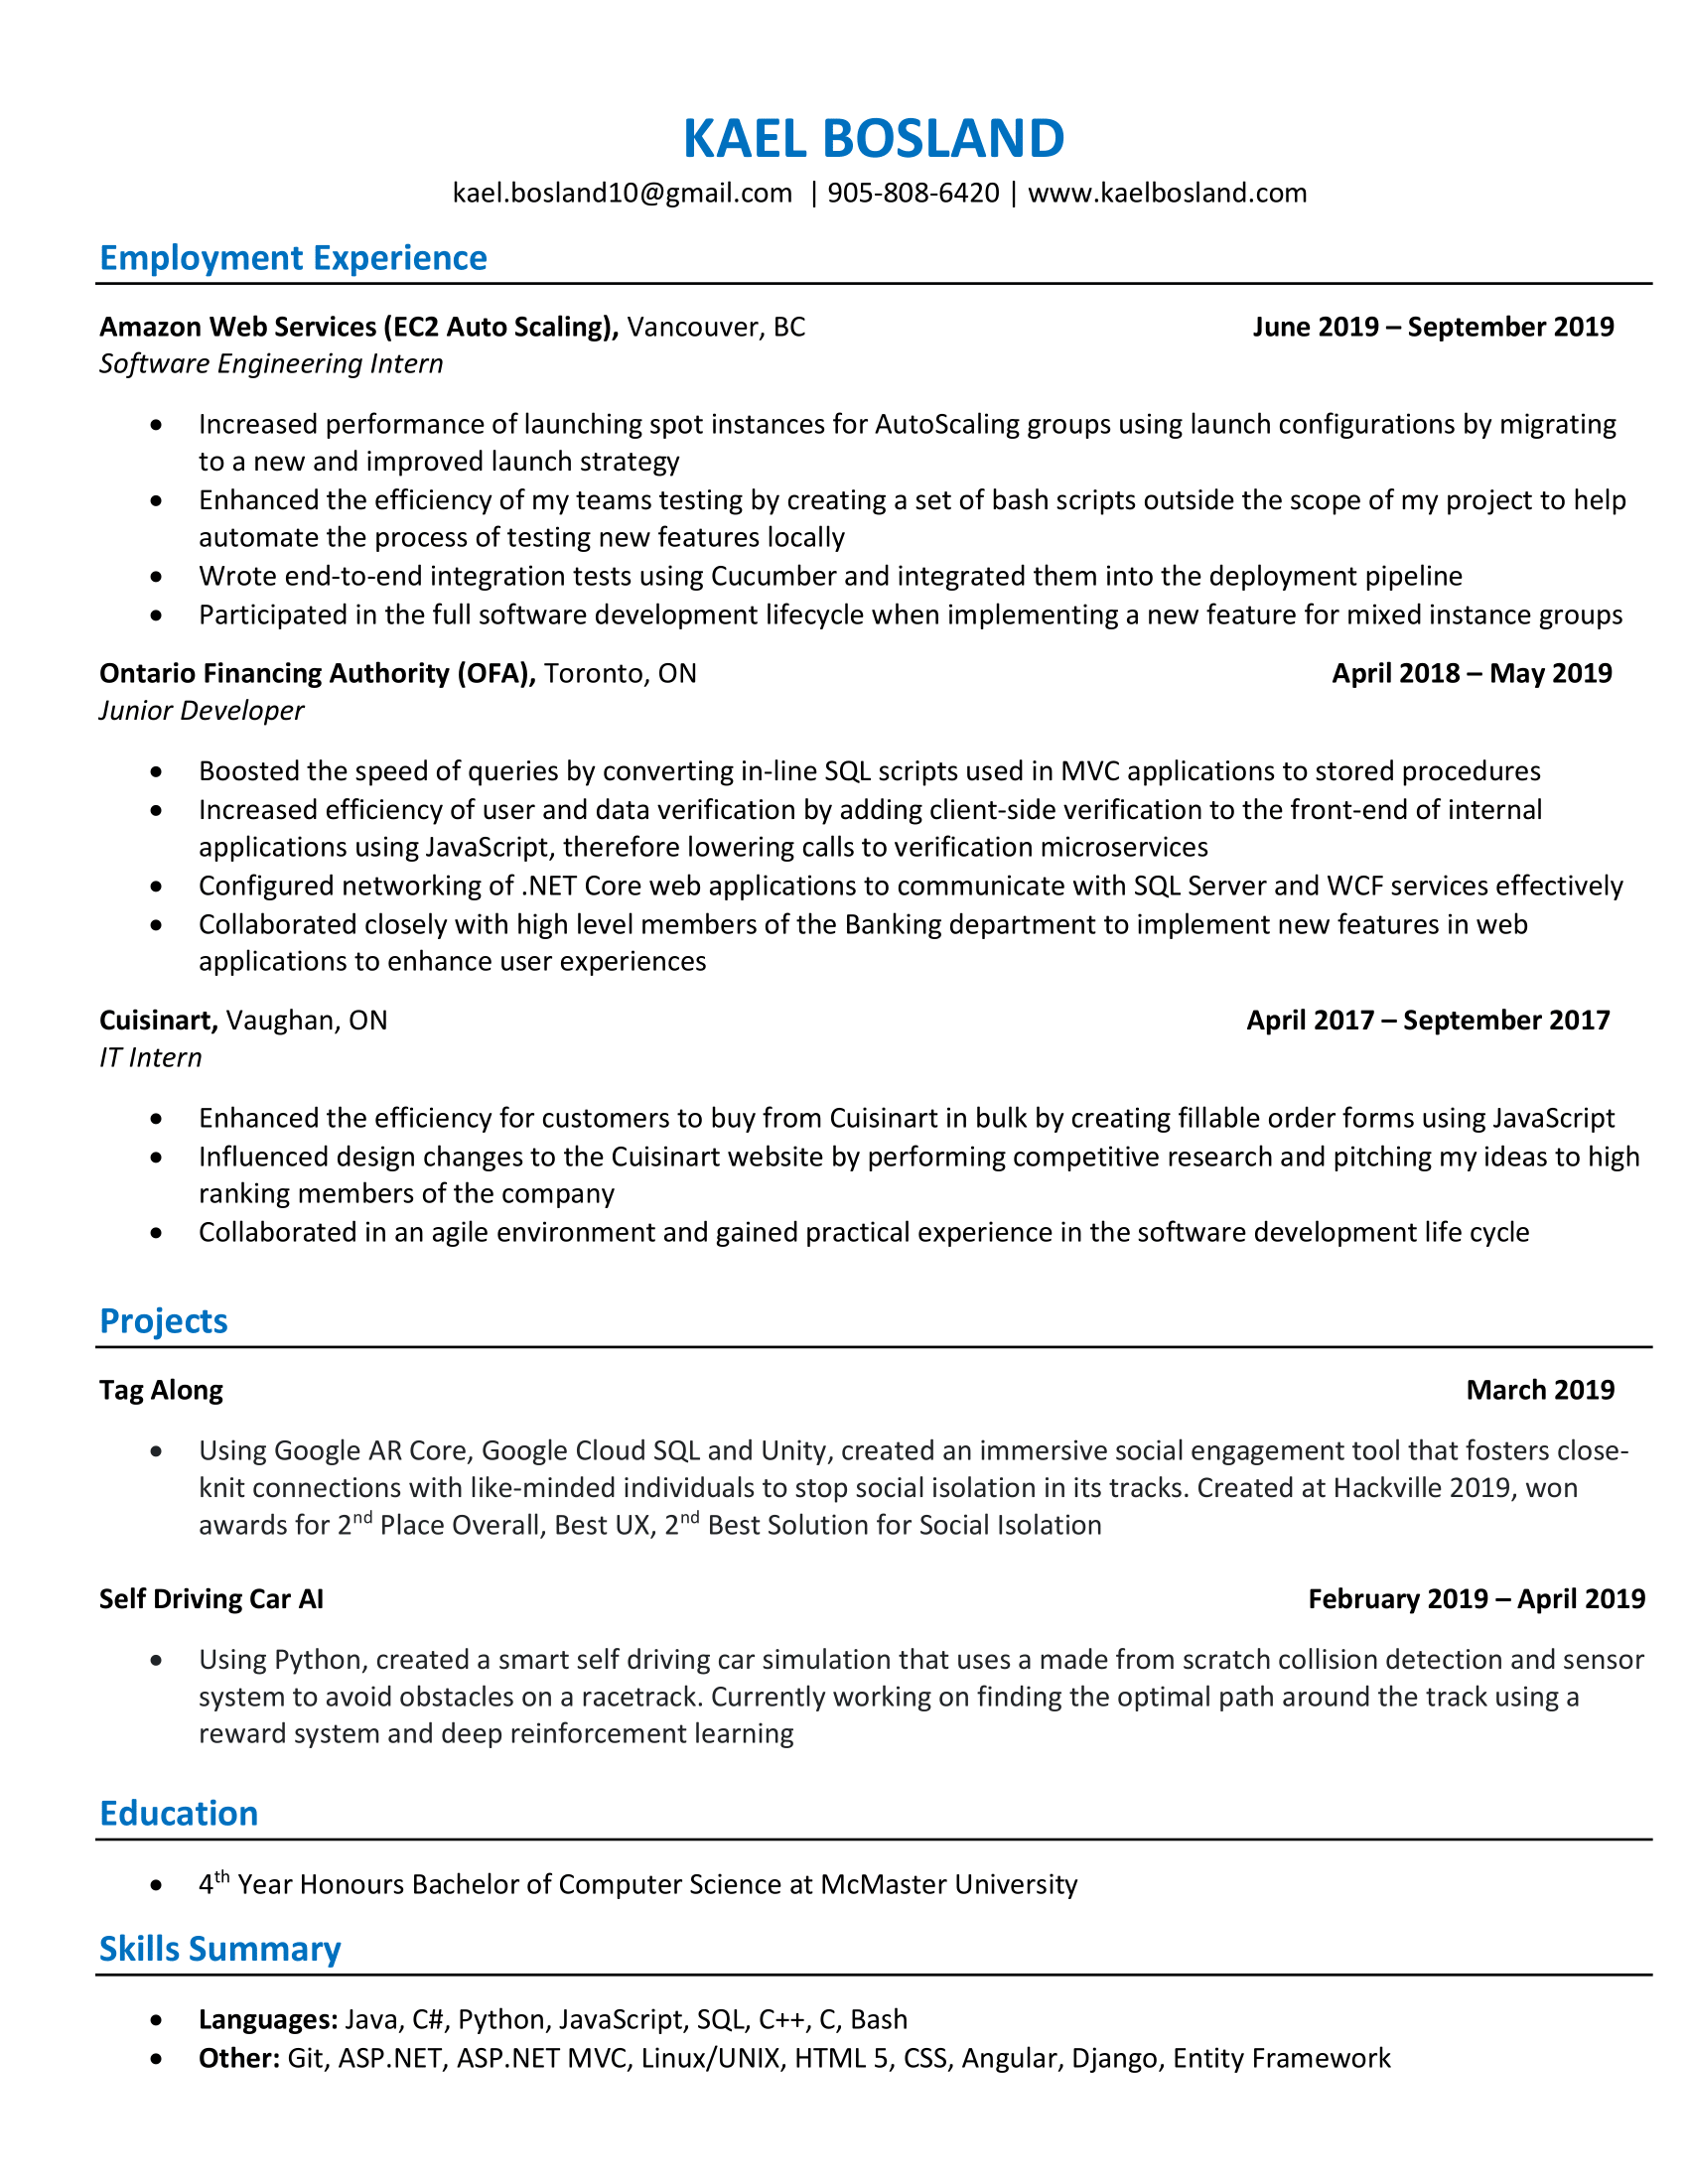 KAEL BOSLAND
kael.bosland10@gmail.com | 905-808-6420 | www.kaelbosland.com
Employment Experience
Amazon Web Services (EC2 Auto Scaling), Vancouver, BC June 2019 – September 2019
Software Engineering Intern
• Increased performance of launching spot instances for AutoScaling groups using launch configurations by migrating
to a new and improved launch strategy
• Enhanced the efficiency of my teams testing by creating a set of bash scripts outside the scope of my project to help
automate the process of testing new features locally
• Wrote end-to-end integration tests using Cucumber and integrated them into the deployment pipeline
• Participated in the full software development lifecycle when implementing a new feature for mixed instance groups
Ontario Financing Authority (OFA), Toronto, ON April 2018 – May 2019
Junior Developer
• Boosted the speed of queries by converting in-line SQL scripts used in MVC applications to stored procedures
• Increased efficiency of user and data verification by adding client-side verification to the front-end of internal
applications using JavaScript, therefore lowering calls to verification microservices
• Configured networking of .NET Core web applications to communicate with SQL Server and WCF services effectively
• Collaborated closely with high level members of the Banking department to implement new features in web
applications to enhance user experiences
Cuisinart, Vaughan, ON April 2017 – September 2017
IT Intern
• Enhanced the efficiency for customers to buy from Cuisinart in bulk by creating fillable order forms using JavaScript
• Influenced design changes to the Cuisinart website by performing competitive research and pitching my ideas to high
ranking members of the company
• Collaborated in an agile environment and gained practical experience in the software development life cycle
Projects
Tag Along March 2019
• Using Google AR Core, Google Cloud SQL and Unity, created an immersive social engagement tool that fosters close-
knit connections with like-minded individuals to stop social isolation in its tracks. Created at Hackville 2019, won
awards for 2nd Place Overall, Best UX, 2nd Best Solution for Social Isolation
Self Driving Car AI February 2019 – April 2019
• Using Python, created a smart self driving car simulation that uses a made from scratch collision detection and sensor
system to avoid obstacles on a racetrack. Currently working on finding the optimal path around the track using a
reward system and deep reinforcement learning
Education
• 4th Year Honours Bachelor of Computer Science at McMaster University
Skills Summary
• Languages: Java, C#, Python, JavaScript, SQL, C++, C, Bash
• Other: Git, ASP.NET, ASP.NET MVC, Linux/UNIX, HTML 5, CSS, Angular, Django, Entity Framework